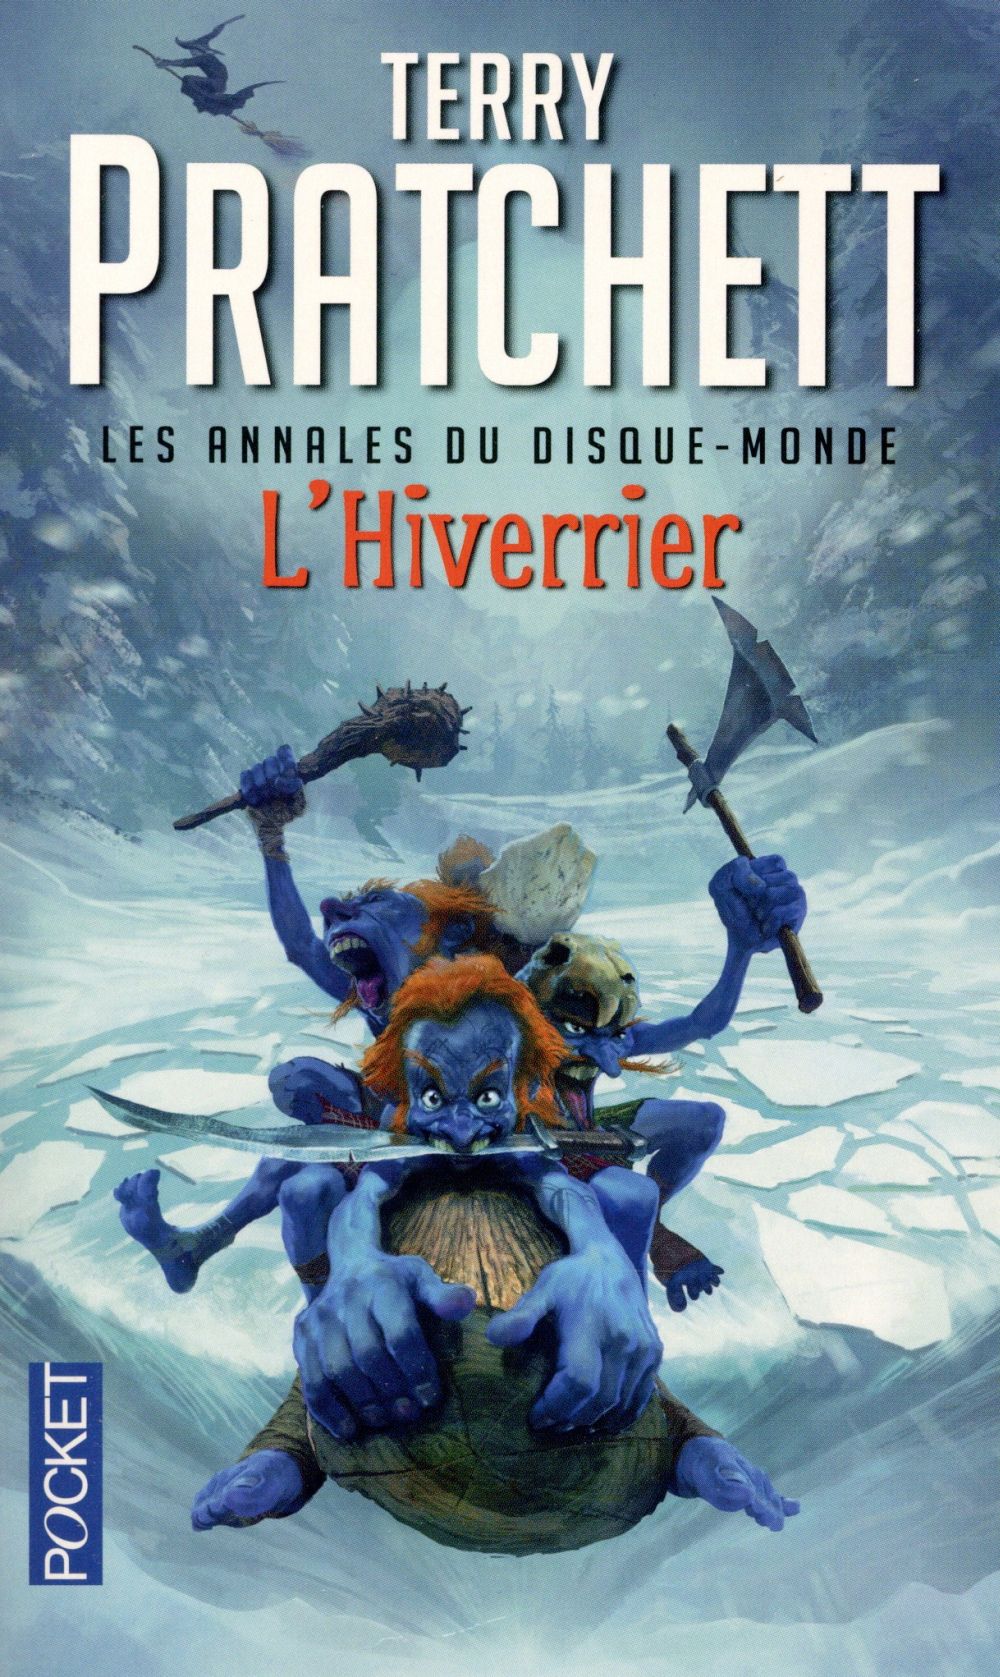 TERRY
PRATCHETT
LES ANNALES DU DISQUE-MONDE
L'Hiverrier
POCKET